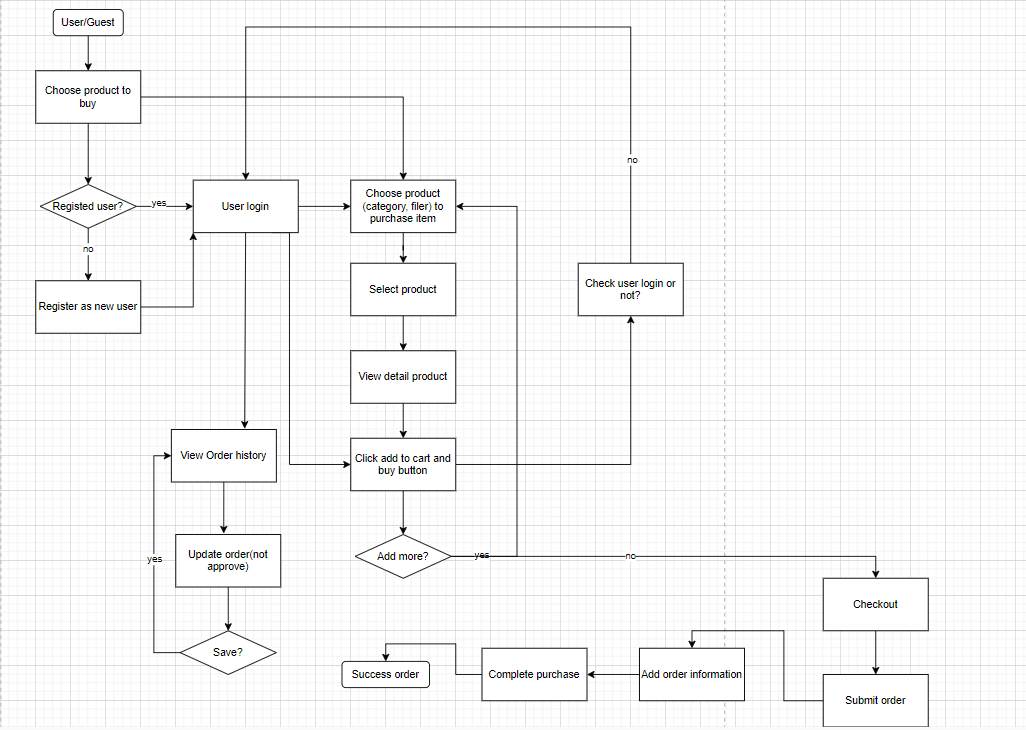 User/Guest
Choose product to
buy
no
Registed user?
yes
User login
Choose product
(category, filer) to
purchase item
no
Register as new user
Select product
Check user login or
not?
View detail product
View Order history
Click add to cart and
buy button
yes
Update order(not
approve)
Add more?
yes
no
Checkout
Save?
Success order
Complete purchase
Add order information
Submit order